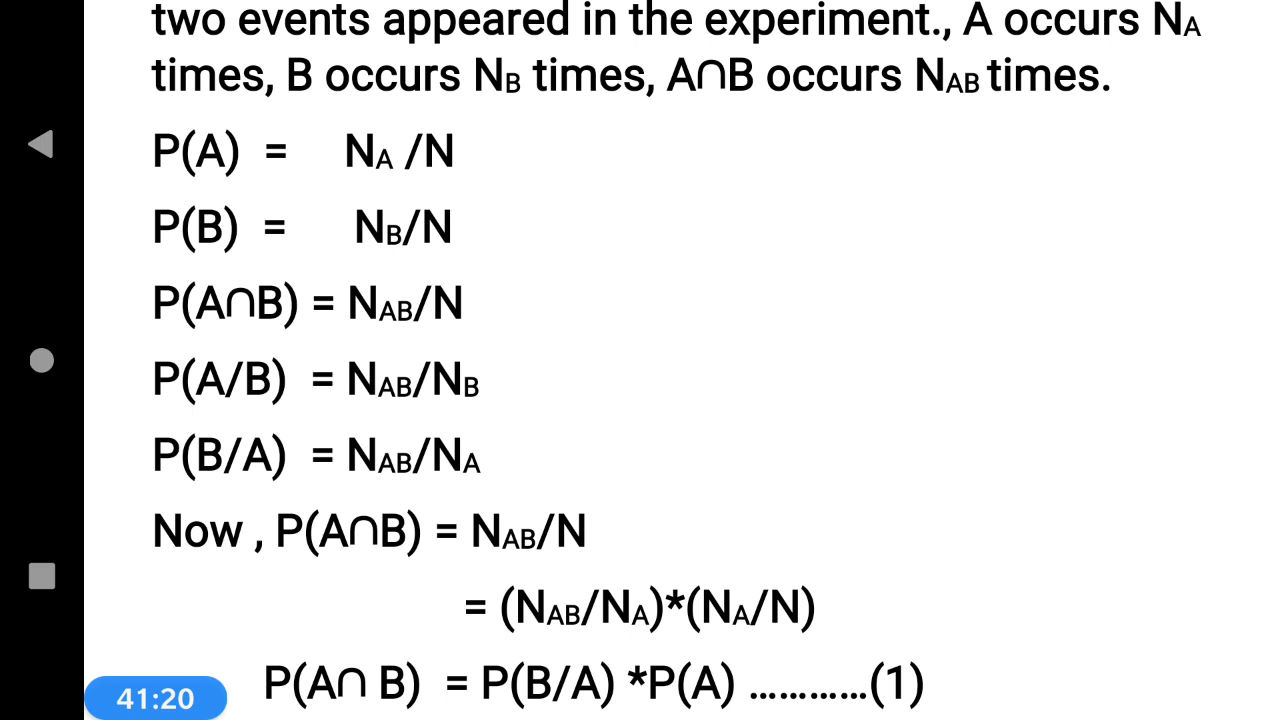 two events appeared in the experiment., A occurs NA
times, B occurs NB times, A∩B occurs NAB times.
P(A) = NA /N
P(B) = NB/N
P(A∩B) = NAB/N
P(A/B) = NAB/NB
P(B/A) = NAB/NA
Now , P(A∩B) = NAB/N
= (NAB/NA)*(NA/N)
P(A∩ B) = P(B/A) *P(A) ............(1)
41:20